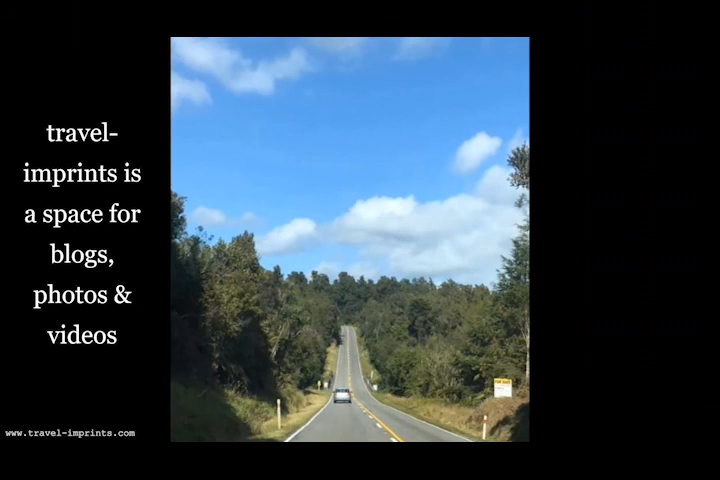 travel-
imprints is
a space for
blogs,
photos &
videos
www.travel-imprints.com